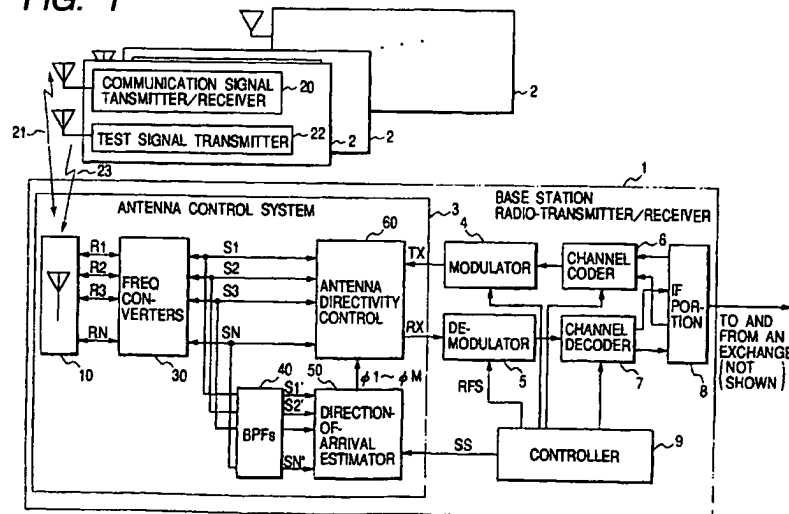 FIG. 1
. . .
COMMUNICATION SIGNAL
TANSMITTER/RECEIVER
20
2
21
TEST SIGNAL TRANSMITTER
22
2
2
23
1
ANTENNA CONTROL SYSTEM
3
BASE STATION
RADIO-TRANSMITTER/RECEIVER
60
4
6
R1
R2
R3
RN
FREQ
CON-
VERTERS
S1
S2
S3
SN
ANTENNA
DIRECTIVITY
CONTROL
TX
MODULATOR
CHANNEL
CODER
IF
POR-
TION
RX
DE-
MODULATOR
CHANNEL
DECODER
TO AND
FROM AN
EXCHANGE
(NOT
SHOWN)
10
30
40
50
ϕ1~ϕM
5
7
8
RFS
BPFs
S1'
S2'
SN'
DIRECTION-
OF-
ARRIVAL
ESTIMATOR
SS
CONTROLLER
9